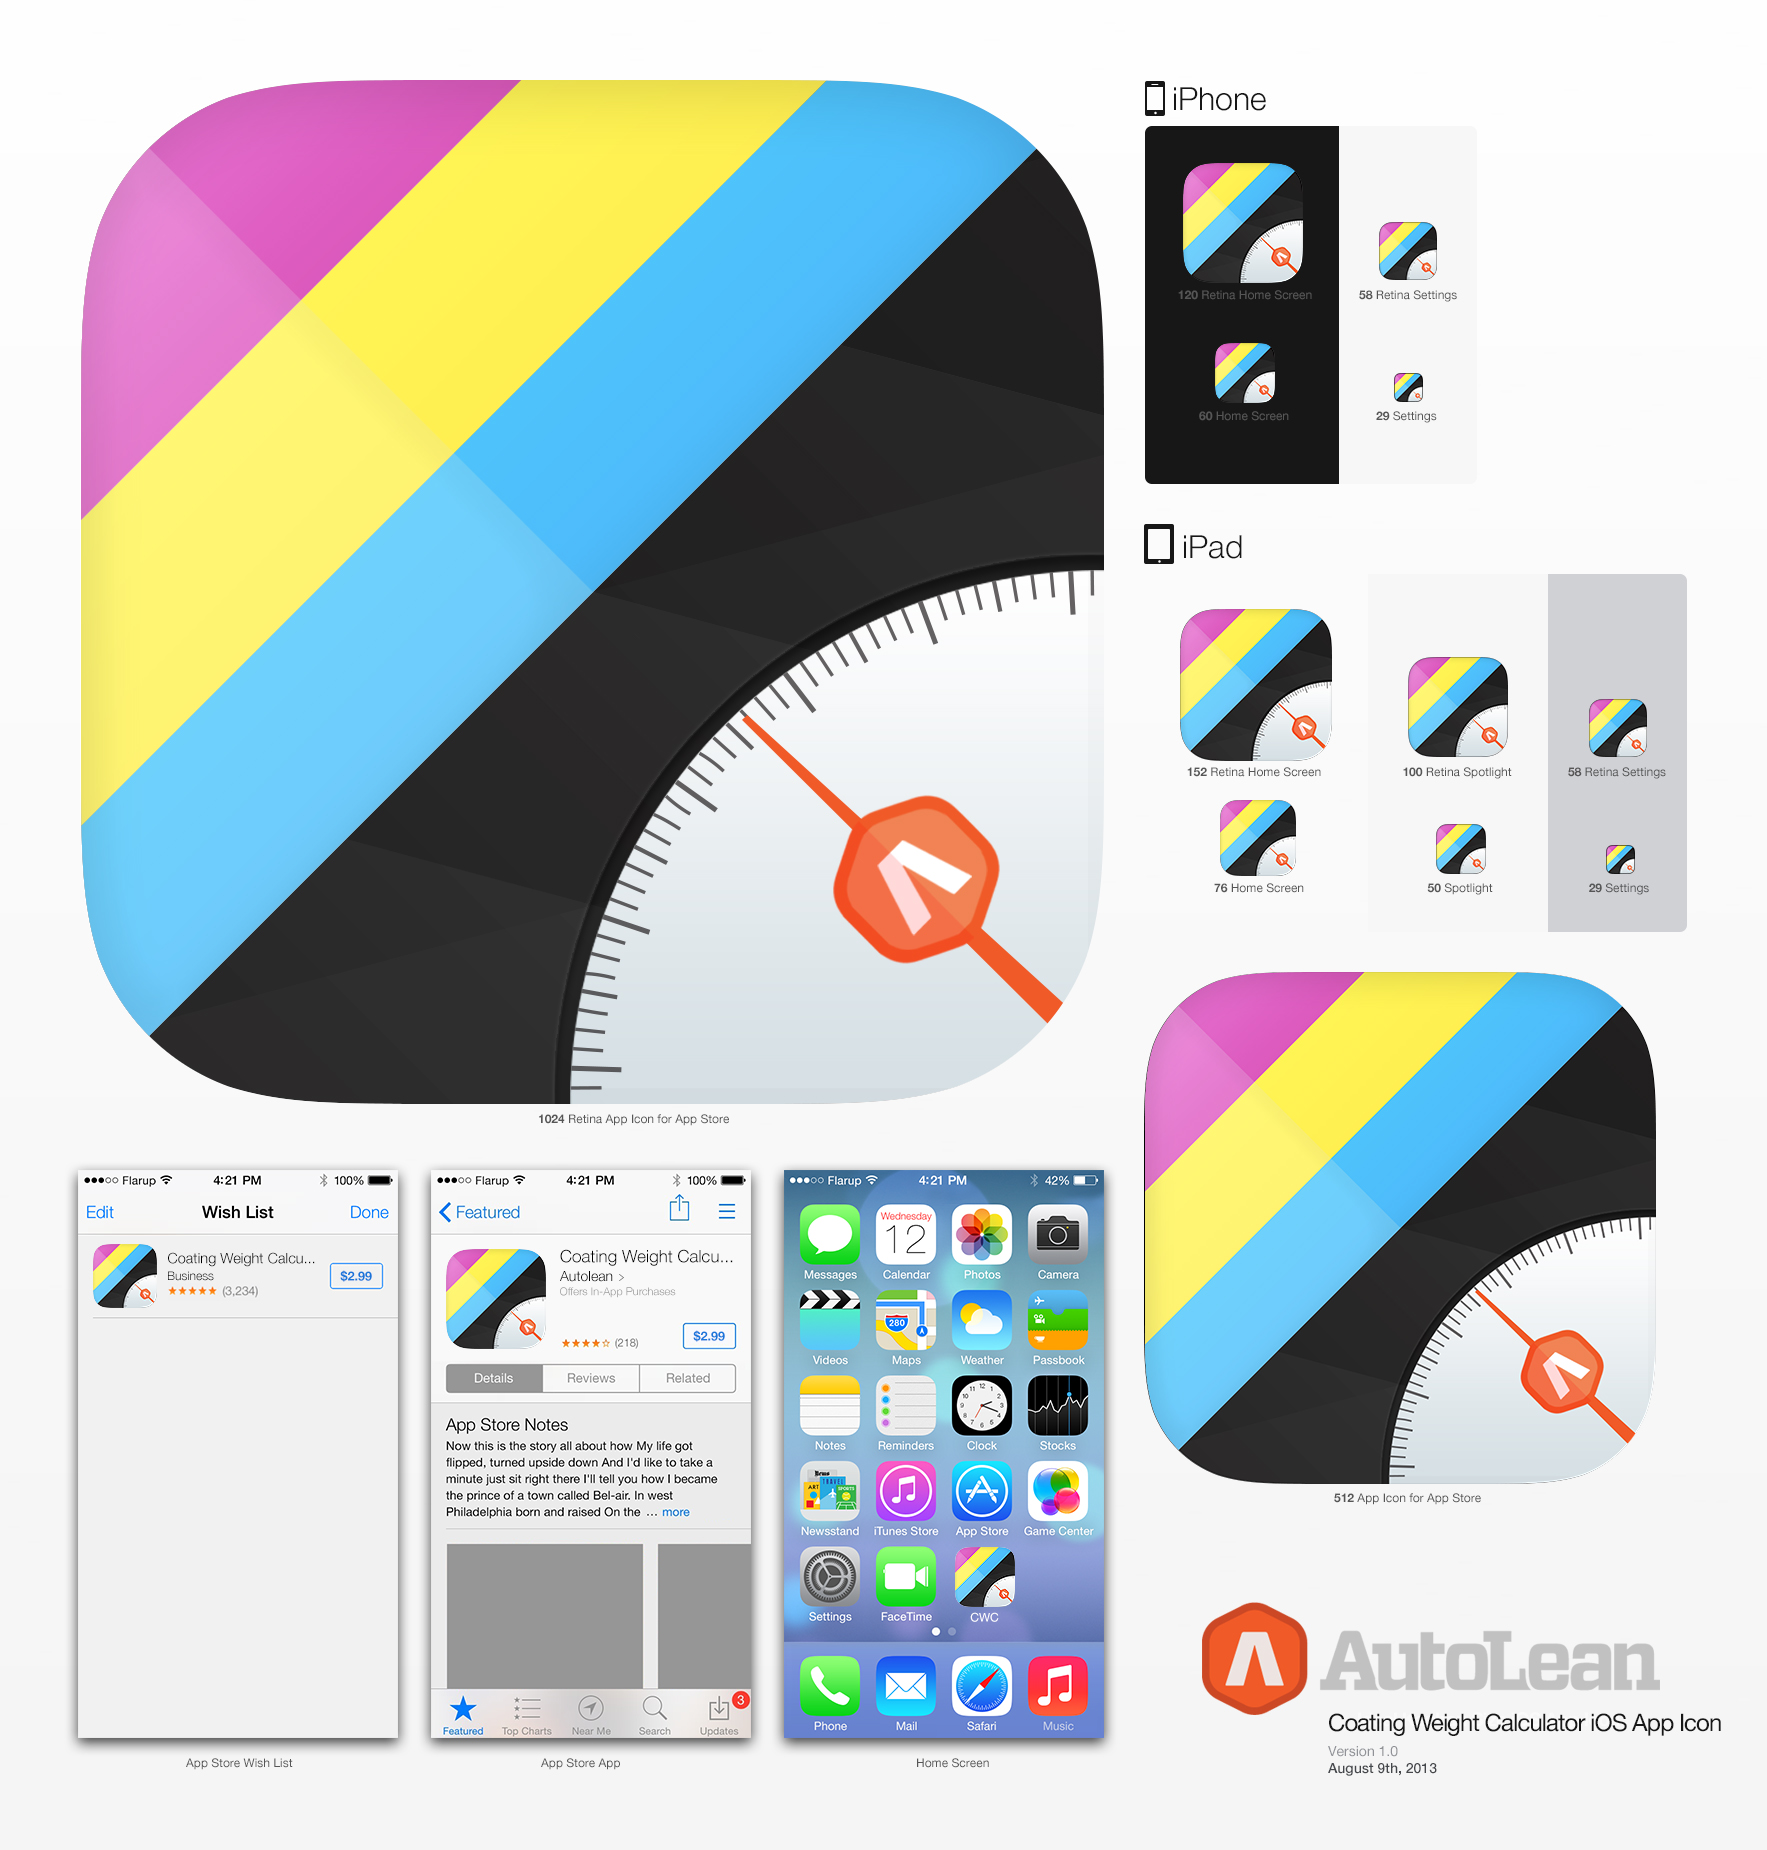 iPhone
120 Retina Home Screen
58 Retina Settings
60 Home Screen
29 Settings
iPad
152 Retina Home Screen
100 Retina Spotlight
58 Retina Settings
76 Home Screen
50 Spotlight
29 Settings
1024 Retina App Icon for App Store
512 App Icon for App Store
Flarup 4:21 PM 100%
Edit Wish List Done
Coating Weight Calcu...
Business
$2.99
(3,234)
App Store Wish List
Flarup 4:21 PM 100%
Featured
Coating Weight Calcu...
Autolean >
Offers In-App Purchases
(218)
$2.99
Details Reviews Related
App Store Notes
Now this is the story all about how My life got
flipped, turned upside down And I'd like to take a
minute just sit right there I'll tell you how I became
the prince of a town called Bel-air. In west
Philadelphia born and raised On the ... more
3
Featured Top Charts Near Me Search Updates
App Store App
Flarup 4:21 PM 42%
Wednesday
12
Messages Calendar Photos Camera
280
Videos Maps Weather Passbook
Notes Reminders Clock Stocks
News
ART TRAVEL SPORTS
Newsstand iTunes Store App Store Game Center
Settings FaceTime CWC
Phone Mail Safari Music
Home Screen
AutoLean
Coating Weight Calculator iOS App Icon
Version 1.0
August 9th, 2013